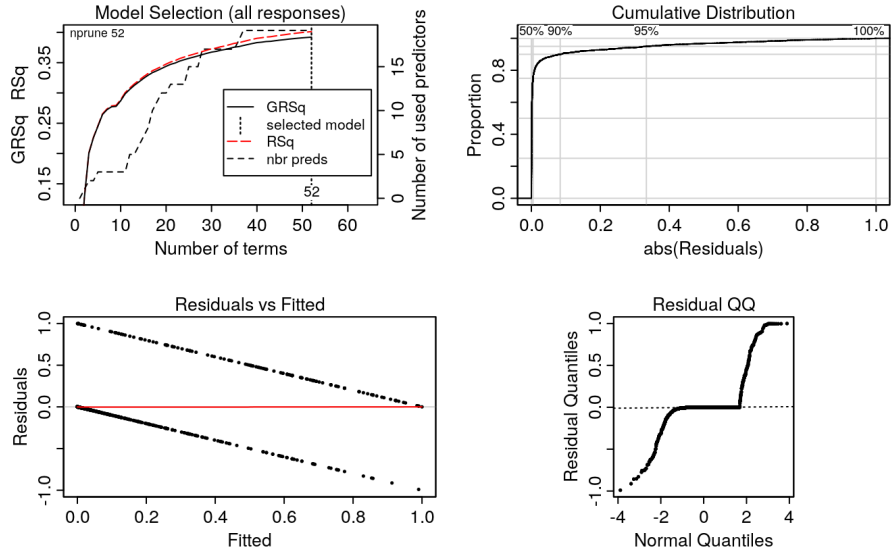 Model Selection (all responses)
nprune 52
GRSq RSq
0.15 0.25 0.35
Number of used predictors
0 5 10 15
GRSq
selected model
RSq
nbr preds
52
0 10 20 30 40 50 60
Number of terms
Cumulative Distribution
50% 90% 95% 100%
Proportion
0.0 0.4 0.8
0.0 0.2 0.4 0.6 0.8 1.0
abs(Residuals)
Residuals vs Fitted
Residuals
-1.0 0.0 0.5 1.0
0.0 0.2 0.4 0.6 0.8 1.0
Fitted
Residual QQ
Residual Quantiles
-1.0 0.0 0.5 1.0
-4 -2 0 2 4
Normal Quantiles